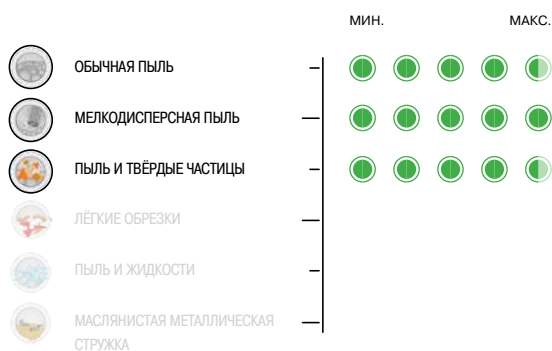 МИН. МАКС.
ОБЫЧНАЯ ПЫЛЬ
МЕЛКОДИСПЕРСНАЯ ПЫЛЬ
ПЫЛЬ И ТВЁРДЫЕ ЧАСТИЦЫ
ЛЁГКИЕ ОБРЕЗКИ
ПЫЛЬ И ЖИДКОСТИ
МАСЛЯНИСТАЯ МЕТАЛЛИЧЕСКАЯ
СТРУЖКА